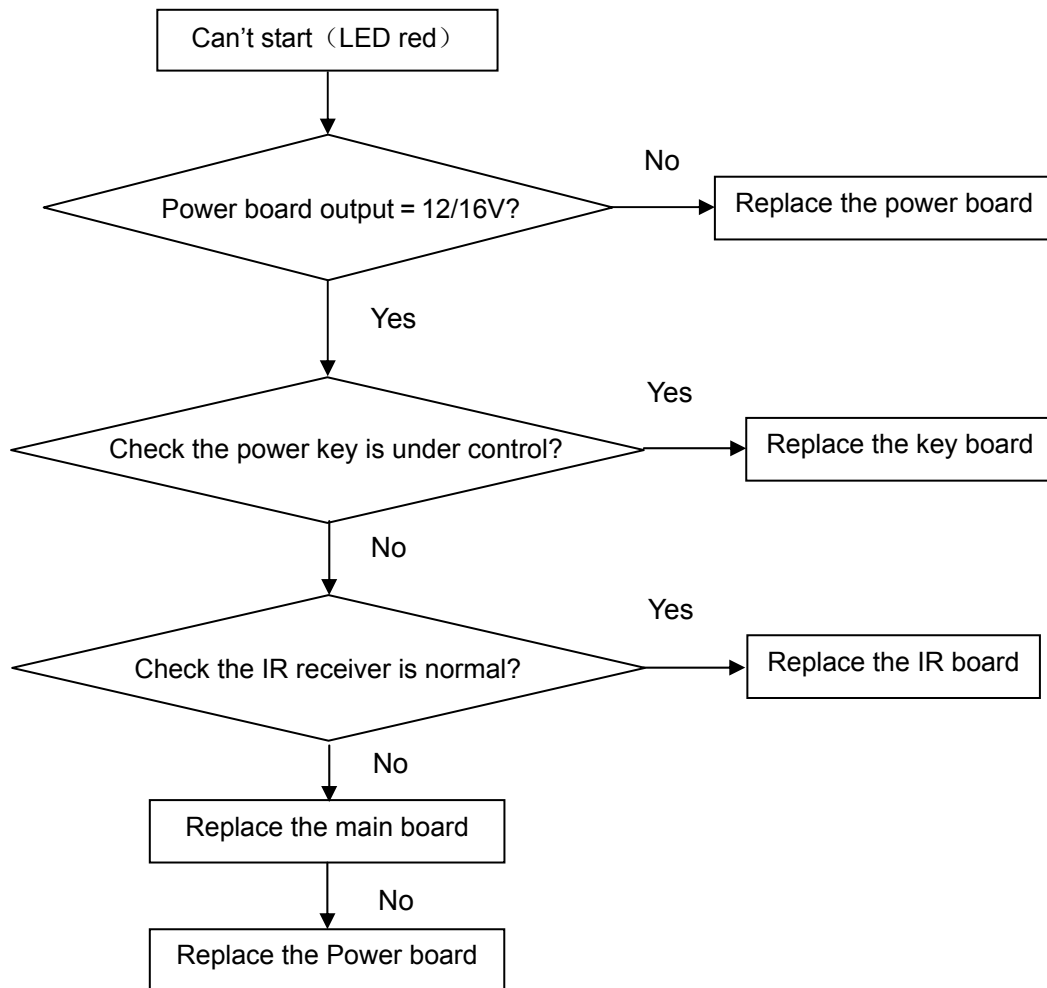 Can't start（LED red）
No
Power board output = 12/16V?
Replace the power board
Yes
Yes
Check the power key is under control?
Replace the key board
No
Yes
Check the IR receiver is normal?
Replace the IR board
No
Replace the main board
No
Replace the Power board